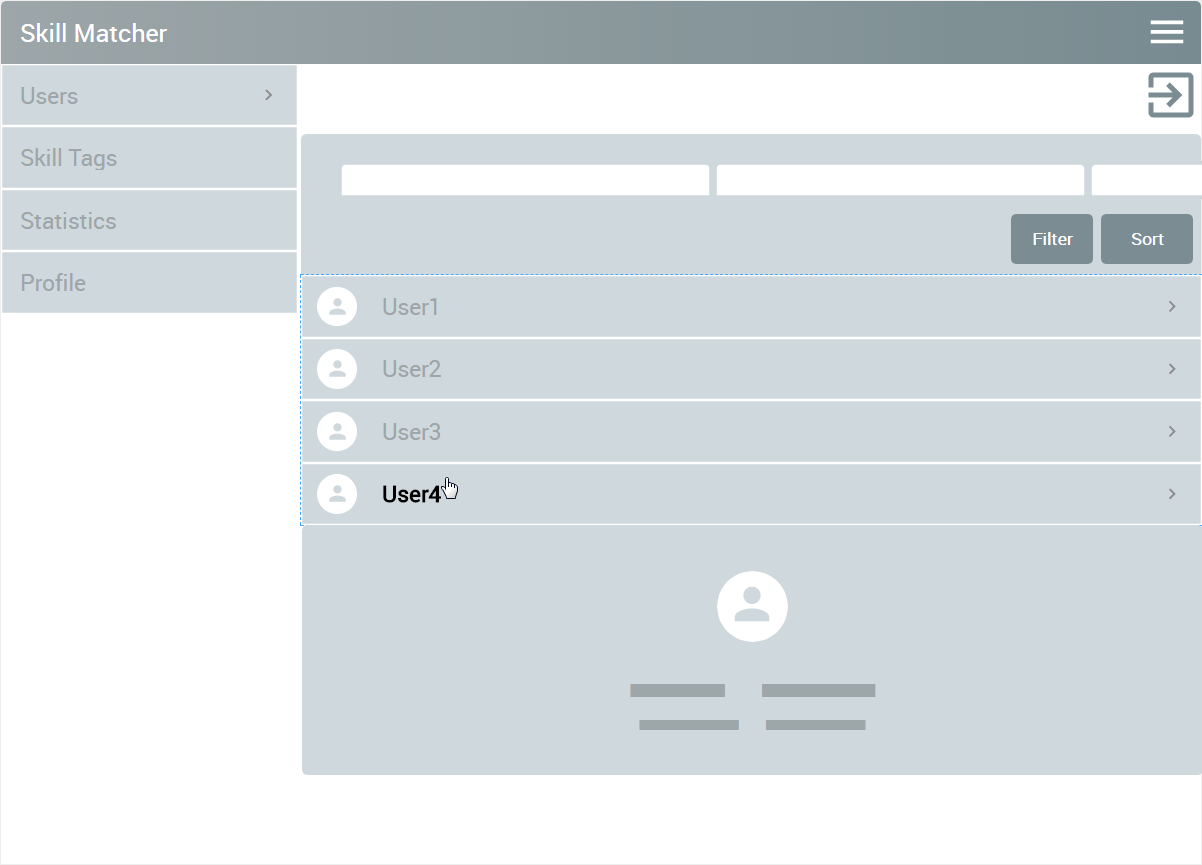 Skill Matcher
Users
Skill Tags
Statistics
Profile
Filter
Sort
User1
User2
User3
User4